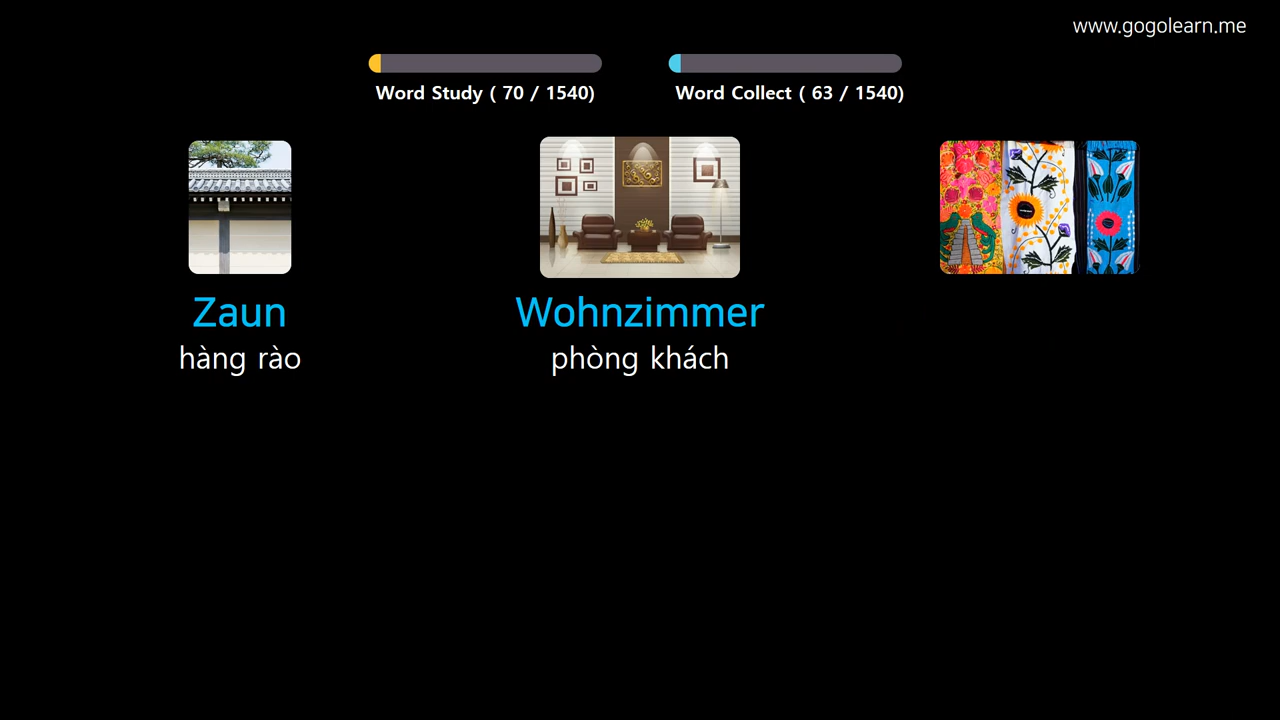 www.gogolearn.me
Word Study ( 70 / 1540)
Word Collect ( 63 / 1540)
Zaun
hàng rào
Wohnzimmer
phòng khách